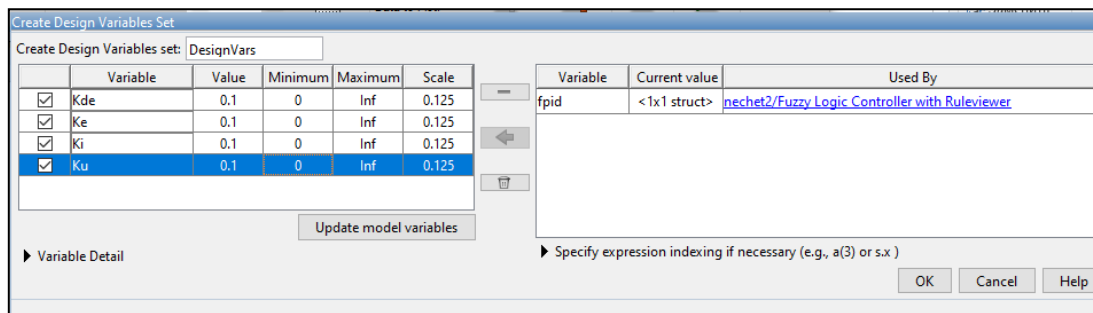 Create Design Variables Set
Create Design Variables set: DesignVars
Variable Value Minimum Maximum Scale
Kde 0.1 0 Inf 0.125
Ke 0.1 0 Inf 0.125
Ki 0.1 0 Inf 0.125
Ku 0.1 0 Inf 0.125
Update model variables
Variable Detail
Variable Current value Used By
fpid <1x1 struct> nechet2/Fuzzy Logic Controller with Ruleviewer
Specify expression indexing if necessary (e.g., a(3) or s.x )
OK Cancel Help